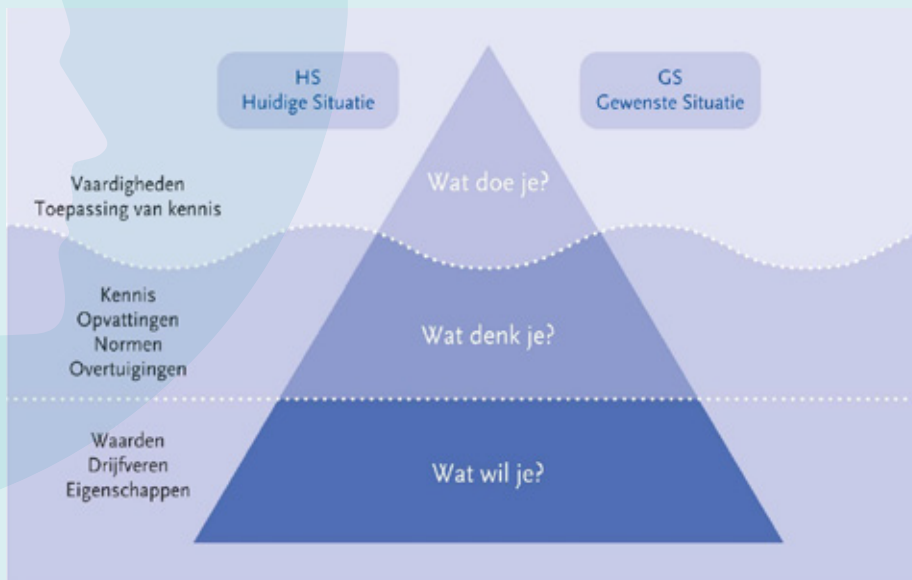 HS
Huidige Situatie
GS
Gewenste Situatie
Vaardigheden
Toepassing van kennis
Wat doe je?
Kennis
Opvattingen
Normen
Overtuigingen
Wat denk je?
Waarden
Drijfveren
Eigenschappen
Wat wil je?